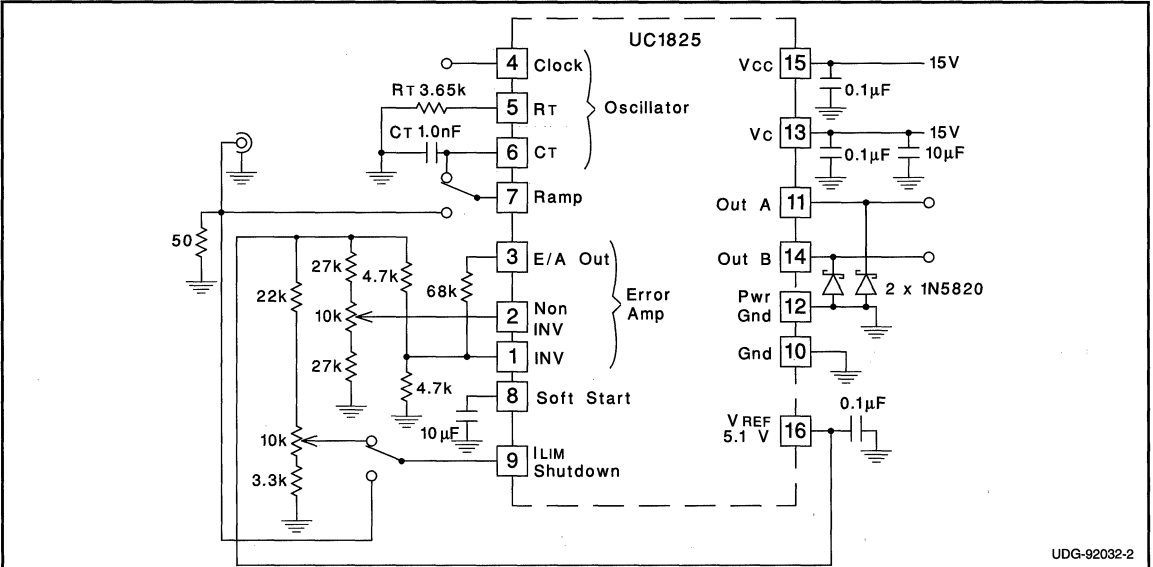 UC1825
4 Clock
RT 3.65k
5 RT
Oscillator
CT 1.0nF
6 CT
7 Ramp
50
3 E/A Out
27k
4.7k
68k
22k
Error
Amp
10k
2 Non
INV
27k
1 INV
4.7k
8 Soft Start
10µF
10k
9 ILIM
Shutdown
3.3k
VCC 15
15V
0.1µF
VC 13
15V
0.1µF
10µF
Out A 11
Out B 14
2 x 1N5820
Pwr
Gnd 12
Gnd 10
0.1µF
VREF
5.1 V 16
UDG-92032-2